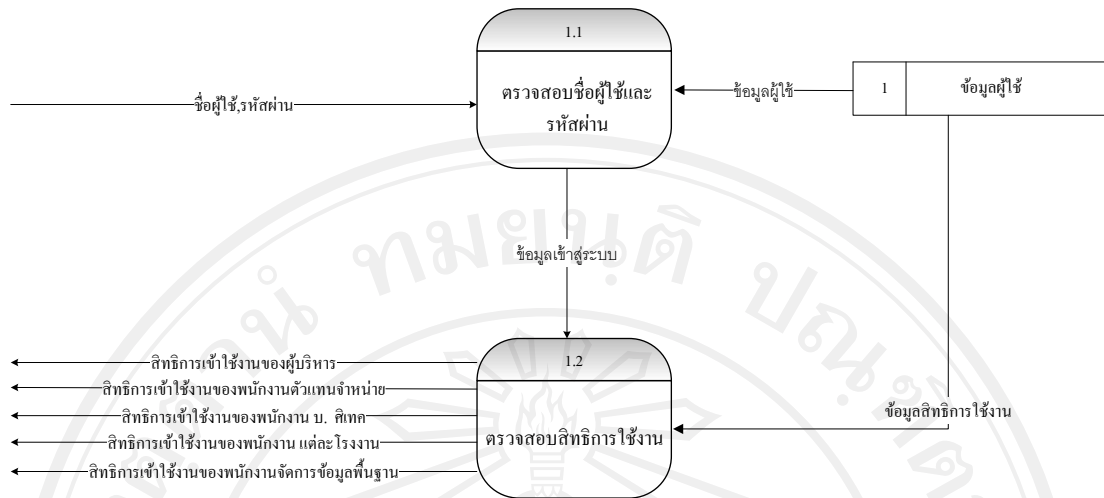 1.1
ตรวจสอบชื่อผู้ใช้และ
รหัสผ่าน
ชื่อผู้ใช้,รหัสผ่าน
ข้อมูลผู้ใช้
1
ข้อมูลผู้ใช้
ข้อมูลเข้าสู่ระบบ
1.2
ตรวจสอบสิทธิการใช้งาน
สิทธิการเข้าใช้งานของผู้บริหาร
สิทธิการเข้าใช้งานของพนักงานตัวแทนจำหน่าย
สิทธิการเข้าใช้งานของพนักงาน บ. ศิเทค
สิทธิการเข้าใช้งานของพนักงาน แต่ละโรงงาน
สิทธิการเข้าใช้งานของพนักงานจัดการข้อมูลพื้นฐาน
ข้อมูลสิทธิการใช้งาน
ทมยนฺติ ปณฺฑิ